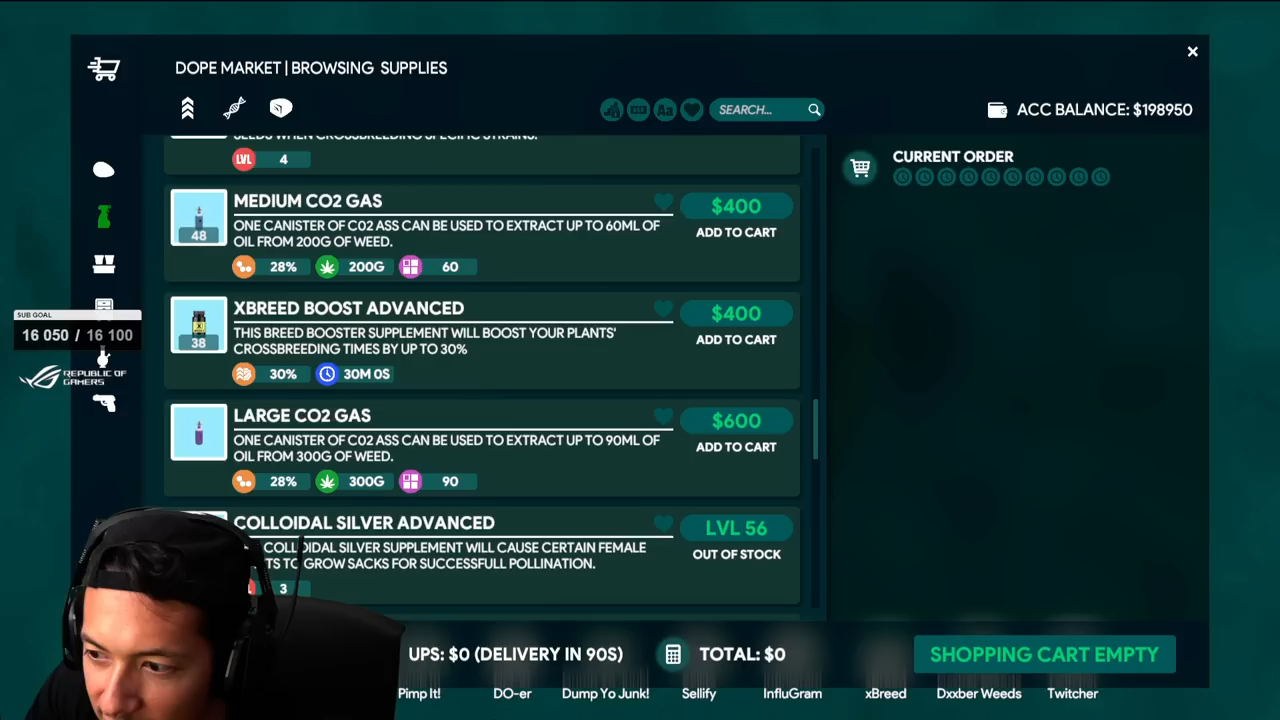 DOPE MARKET | BROWSING SUPPLIES
SEARCH...
ACC BALANCE: $198950
SEEDS WHEN CROSSBREEDING SPECIFIC STRAINS.
LVL 4
CURRENT ORDER
MEDIUM CO2 GAS
$400
48
ONE CANISTER OF C02 ASS CAN BE USED TO EXTRACT UP TO 60ML OF
OIL FROM 200G OF WEED.
ADD TO CART
28% 200G 60
XBREED BOOST ADVANCED
$400
38
THIS BREED BOOSTER SUPPLEMENT WILL BOOST YOUR PLANTS'
CROSSBREEDING TIMES BY UP TO 30%
ADD TO CART
30% 30M 0S
SUB GOAL
16 050 / 16 100
REPUBLIC OF
GAMERS
LARGE CO2 GAS
$600
ONE CANISTER OF C02 ASS CAN BE USED TO EXTRACT UP TO 90ML OF
OIL FROM 300G OF WEED.
ADD TO CART
28% 300G 90
COLLOIDAL SILVER ADVANCED
LVL 56
COLLOIDAL SILVER SUPPLEMENT WILL CAUSE CERTAIN FEMALE
TO GROW SACKS FOR SUCCESSFULL POLLINATION.
OUT OF STOCK
3
UPS: $0 (DELIVERY IN 90S)
TOTAL: $0
SHOPPING CART EMPTY
Pimp It! DO-er Dump Yo Junk! Sellify InfluGram xBreed Dxxber Weeds Twitcher